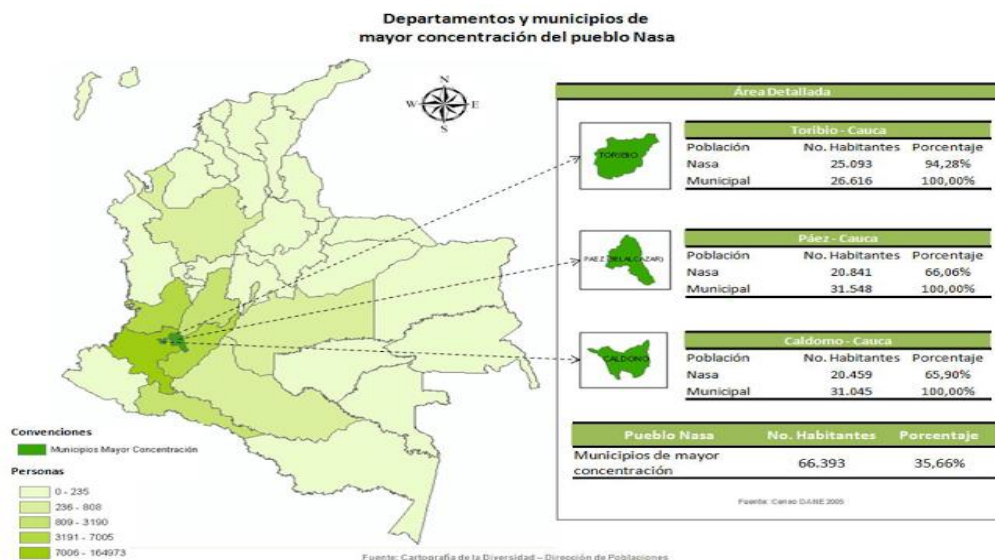 Departamentos y municipios de
mayor concentración del pueblo Nasa
N
W E
S
Área Detallada
TORIBIO
Toribio - Cauca
Población No. Habitantes Porcentaje
Nasa 25.093 94,28%
Municipal 26.616 100,00%
PAEZ (BELALCAZAR)
Páez - Cauca
Población No. Habitantes Porcentaje
Nasa 20.841 66,06%
Municipal 31.548 100,00%
CALDONO
Caldomo - Cauca
Población No. Habitantes Porcentaje
Nasa 20.459 65,90%
Municipal 31.045 100,00%
Pueblo Nasa No. Habitantes Porcentaje
Municipios de mayor
concentración 66.393 35,66%
Fuente: Censo DANE 2005
Convenciones
Municipios Mayor Concentración
Personas
0 - 235
236 - 808
809 - 3190
3191 - 7005
7006 - 164973
Fuente: Cartografía de la Diversidad – Dirección de Poblaciones